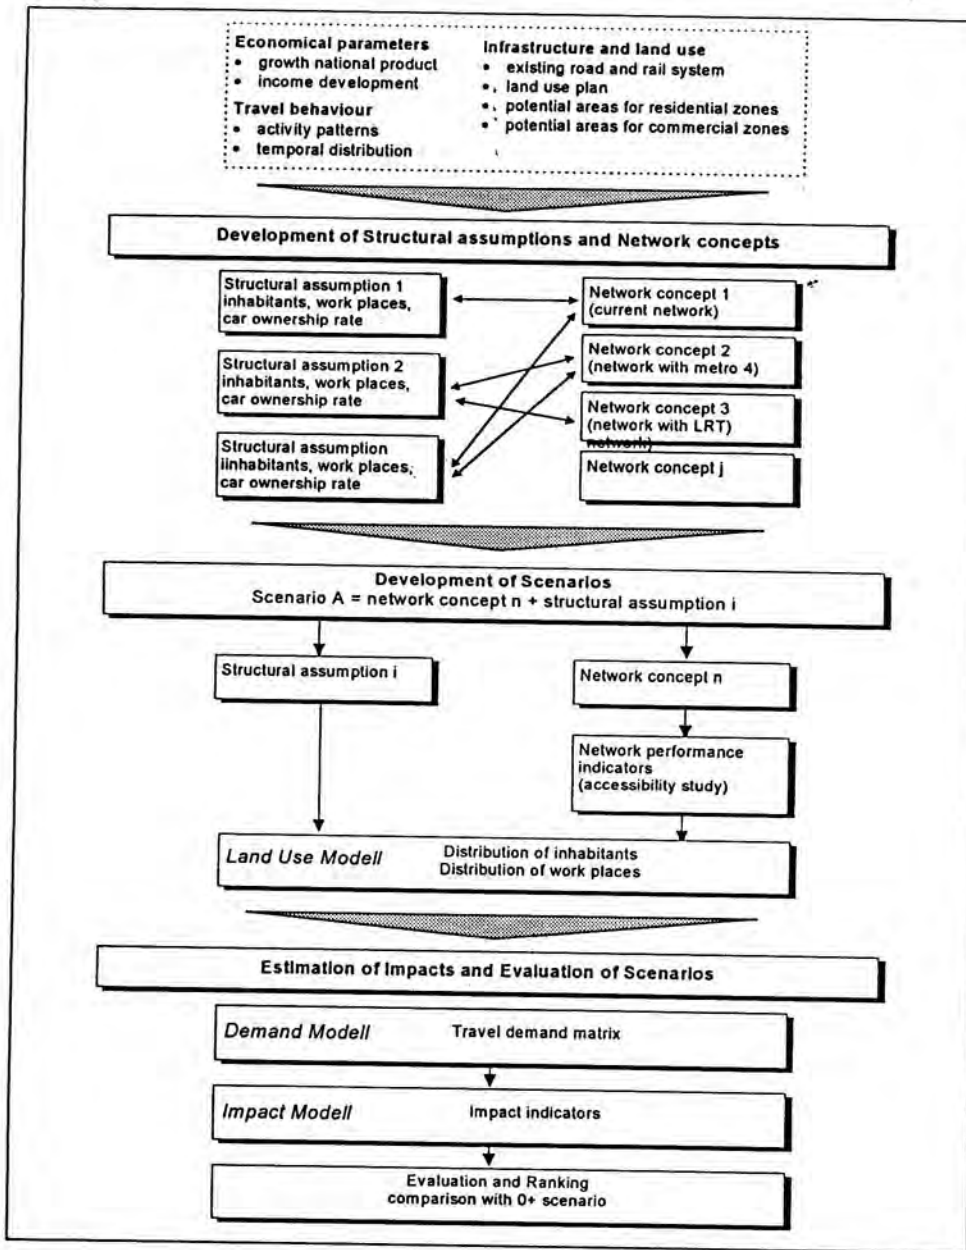 Economical parameters
• growth national product
• income development
Travel behaviour
• activity patterns
• temporal distribution
Infrastructure and land use
• existing road and rail system
• land use plan
• potential areas for residential zones
• potential areas for commercial zones
Development of Structural assumptions and Network concepts
Structural assumption 1
inhabitants, work places,
car ownership rate
Structural assumption 2
inhabitants, work places,
car ownership rate
Structural assumption
iinhabitants, work places,
car ownership rate
Network concept 1
(current network)
Network concept 2
(network with metro 4)
Network concept 3
(network with LRT)
network)
Network concept j
Development of Scenarios
Scenario A = network concept n + structural assumption i
Structural assumption i
Network concept n
Network performance
indicators
(accessibility study)
Land Use Modell
Distribution of inhabitants
Distribution of work places
Estimation of Impacts and Evaluation of Scenarios
Demand Modell
Travel demand matrix
Impact Modell
Impact indicators
Evaluation and Ranking
comparison with 0+ scenario